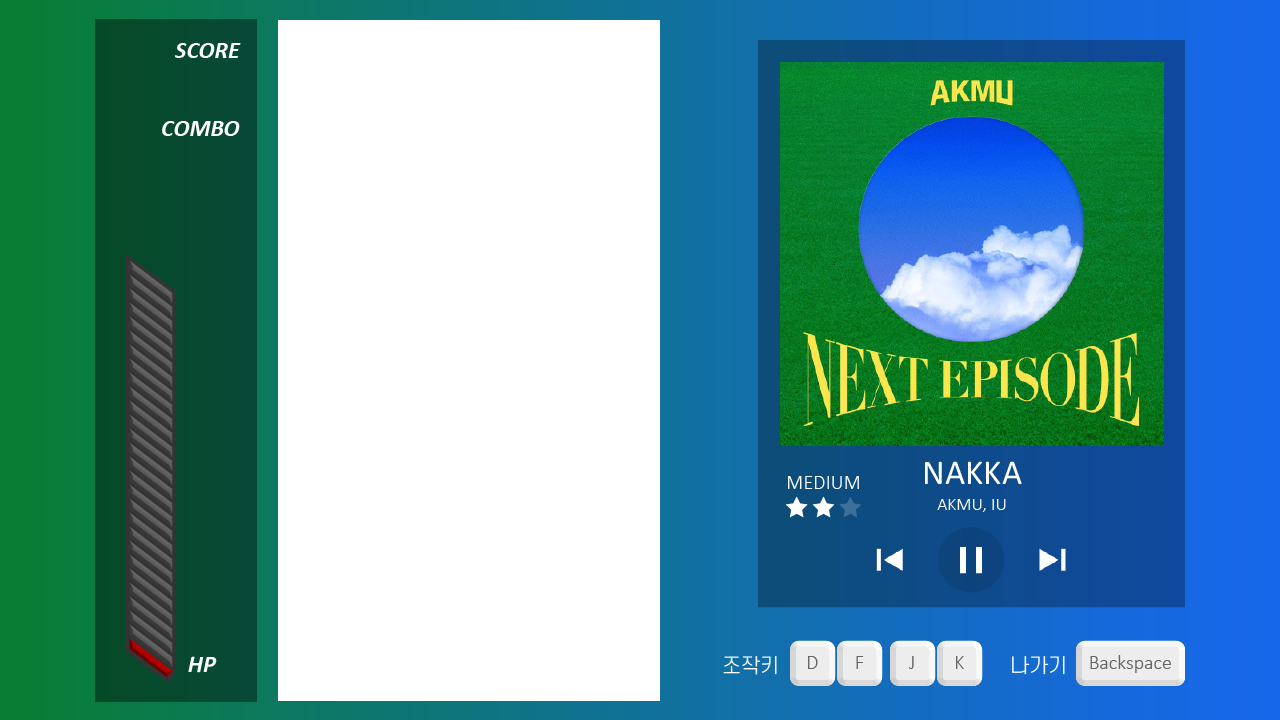 SCORE
COMBO
HP
AKMU
NEXT EPISODE
MEDIUM
NAKKA
AKMU, IU
조작키 D F J K 나가기 Backspace